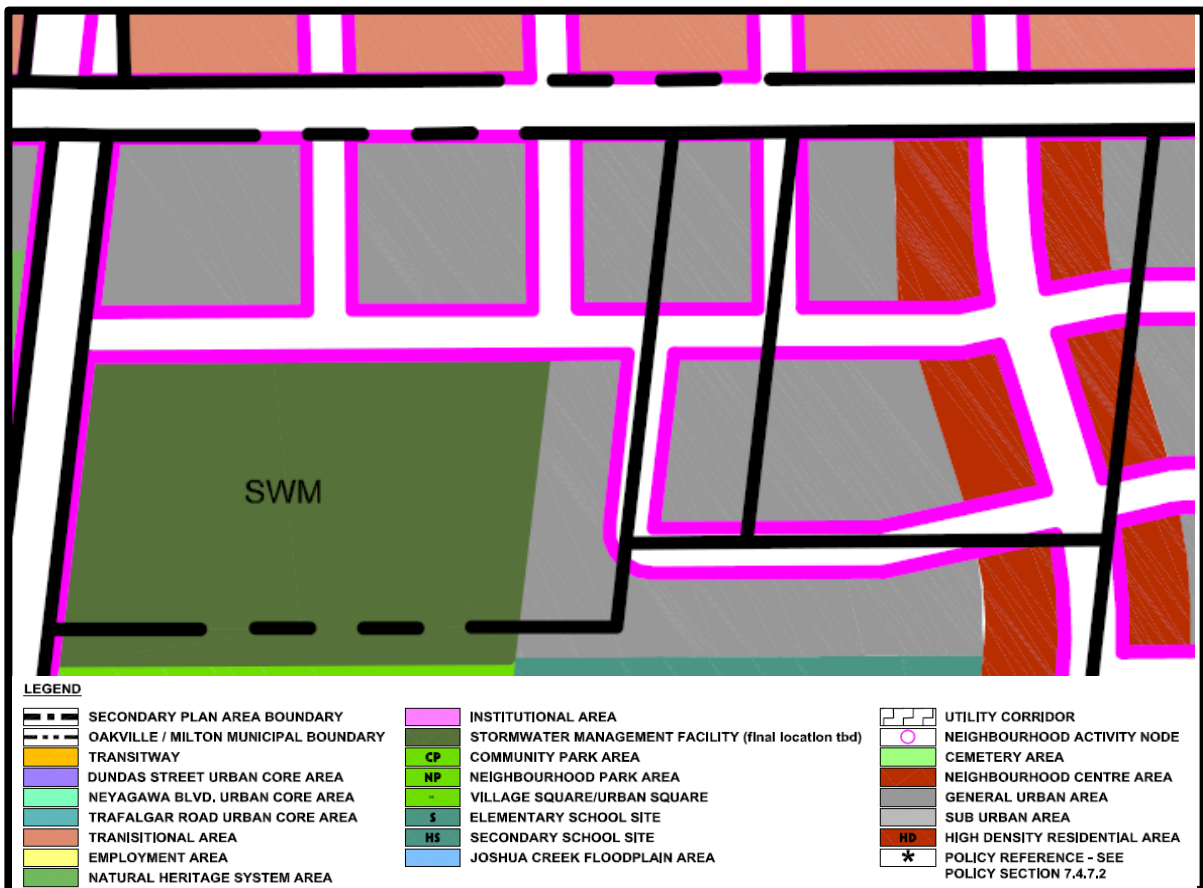 SWM
LEGEND
SECONDARY PLAN AREA BOUNDARY
OAKVILLE / MILTON MUNICIPAL BOUNDARY
TRANSITWAY
DUNDAS STREET URBAN CORE AREA
NEYAGAWA BLVD. URBAN CORE AREA
TRAFALGAR ROAD URBAN CORE AREA
TRANISITIONAL AREA
EMPLOYMENT AREA
NATURAL HERITAGE SYSTEM AREA
INSTITUTIONAL AREA
STORMWATER MANAGEMENT FACILITY (final location tbd)
CP COMMUNITY PARK AREA
NP NEIGHBOURHOOD PARK AREA
- VILLAGE SQUARE/URBAN SQUARE
S ELEMENTARY SCHOOL SITE
HS SECONDARY SCHOOL SITE
JOSHUA CREEK FLOODPLAIN AREA
UTILITY CORRIDOR
NEIGHBOURHOOD ACTIVITY NODE
CEMETERY AREA
NEIGHBOURHOOD CENTRE AREA
GENERAL URBAN AREA
SUB URBAN AREA
HD HIGH DENSITY RESIDENTIAL AREA
* POLICY REFERENCE - SEE
POLICY SECTION 7.4.7.2